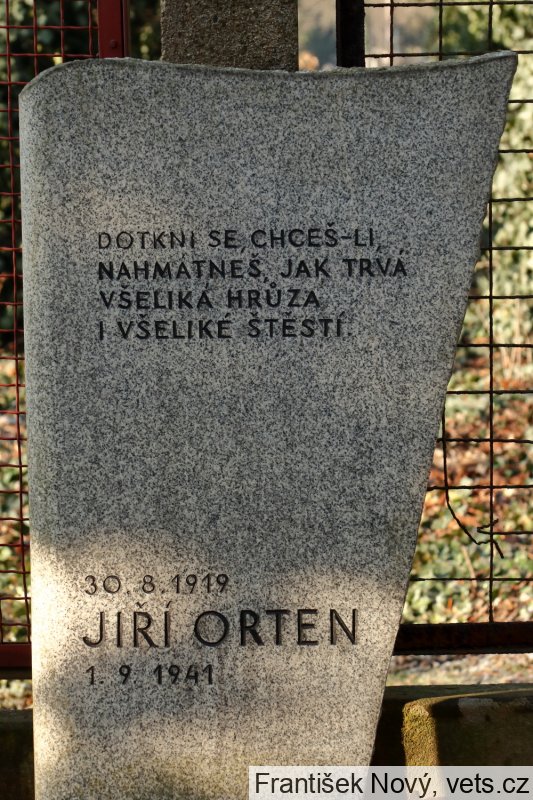 DOTKNI SE, CHCEŠ-LI,
NAHMATNEŠ, JAK TRVÁ
VŠELIKÁ HRŮZA
I VŠELIKÉ ŠTĚSTÍ.
30. 8. 1919
JIŘÍ ORTEN
1. 9. 1941
František Nový, vets.cz